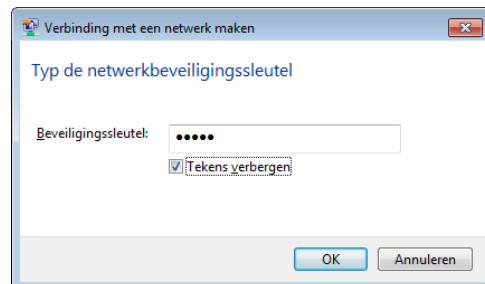 Verbinding met een netwerk maken
Typ de netwerkbeveiligingssleutel
Beveiligingssleutel: •••••
Tekens verbergen
OK Annuleren